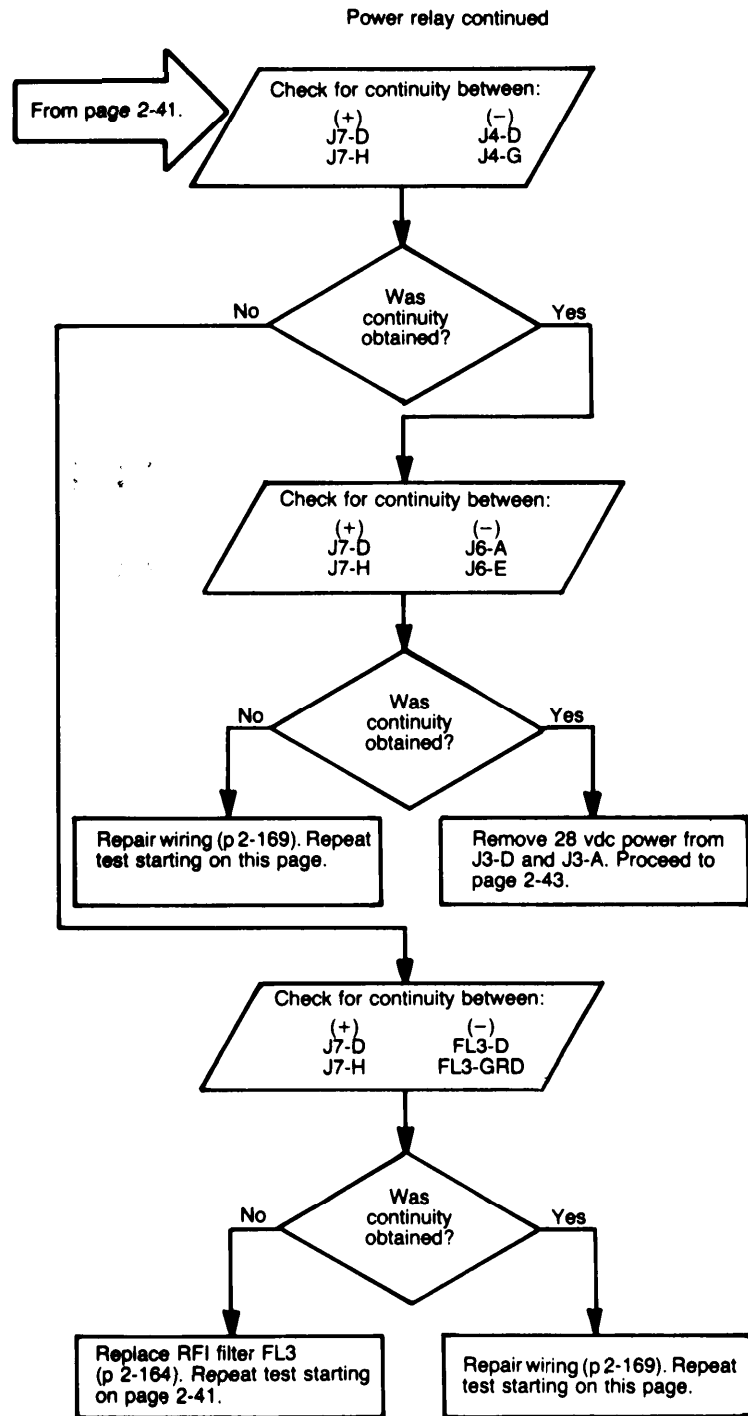 Power relay continued
From page 2-41.
Check for continuity between:
(+) (−)
J7-D J4-D
J7-H J4-G
Was
continuity
obtained?
No
Yes
Check for continuity between:
(+) (−)
J7-D J6-A
J7-H J6-E
Was
continuity
obtained?
No
Yes
Repair wiring (p 2-169). Repeat
test starting on this page.
Remove 28 vdc power from
J3-D and J3-A. Proceed to
page 2-43.
Check for continuity between:
(+) (−)
J7-D FL3-D
J7-H FL3-GRD
Was
continuity
obtained?
No
Yes
Replace RFI filter FL3
(p 2-164). Repeat test starting
on page 2-41.
Repair wiring (p 2-169). Repeat
test starting on this page.